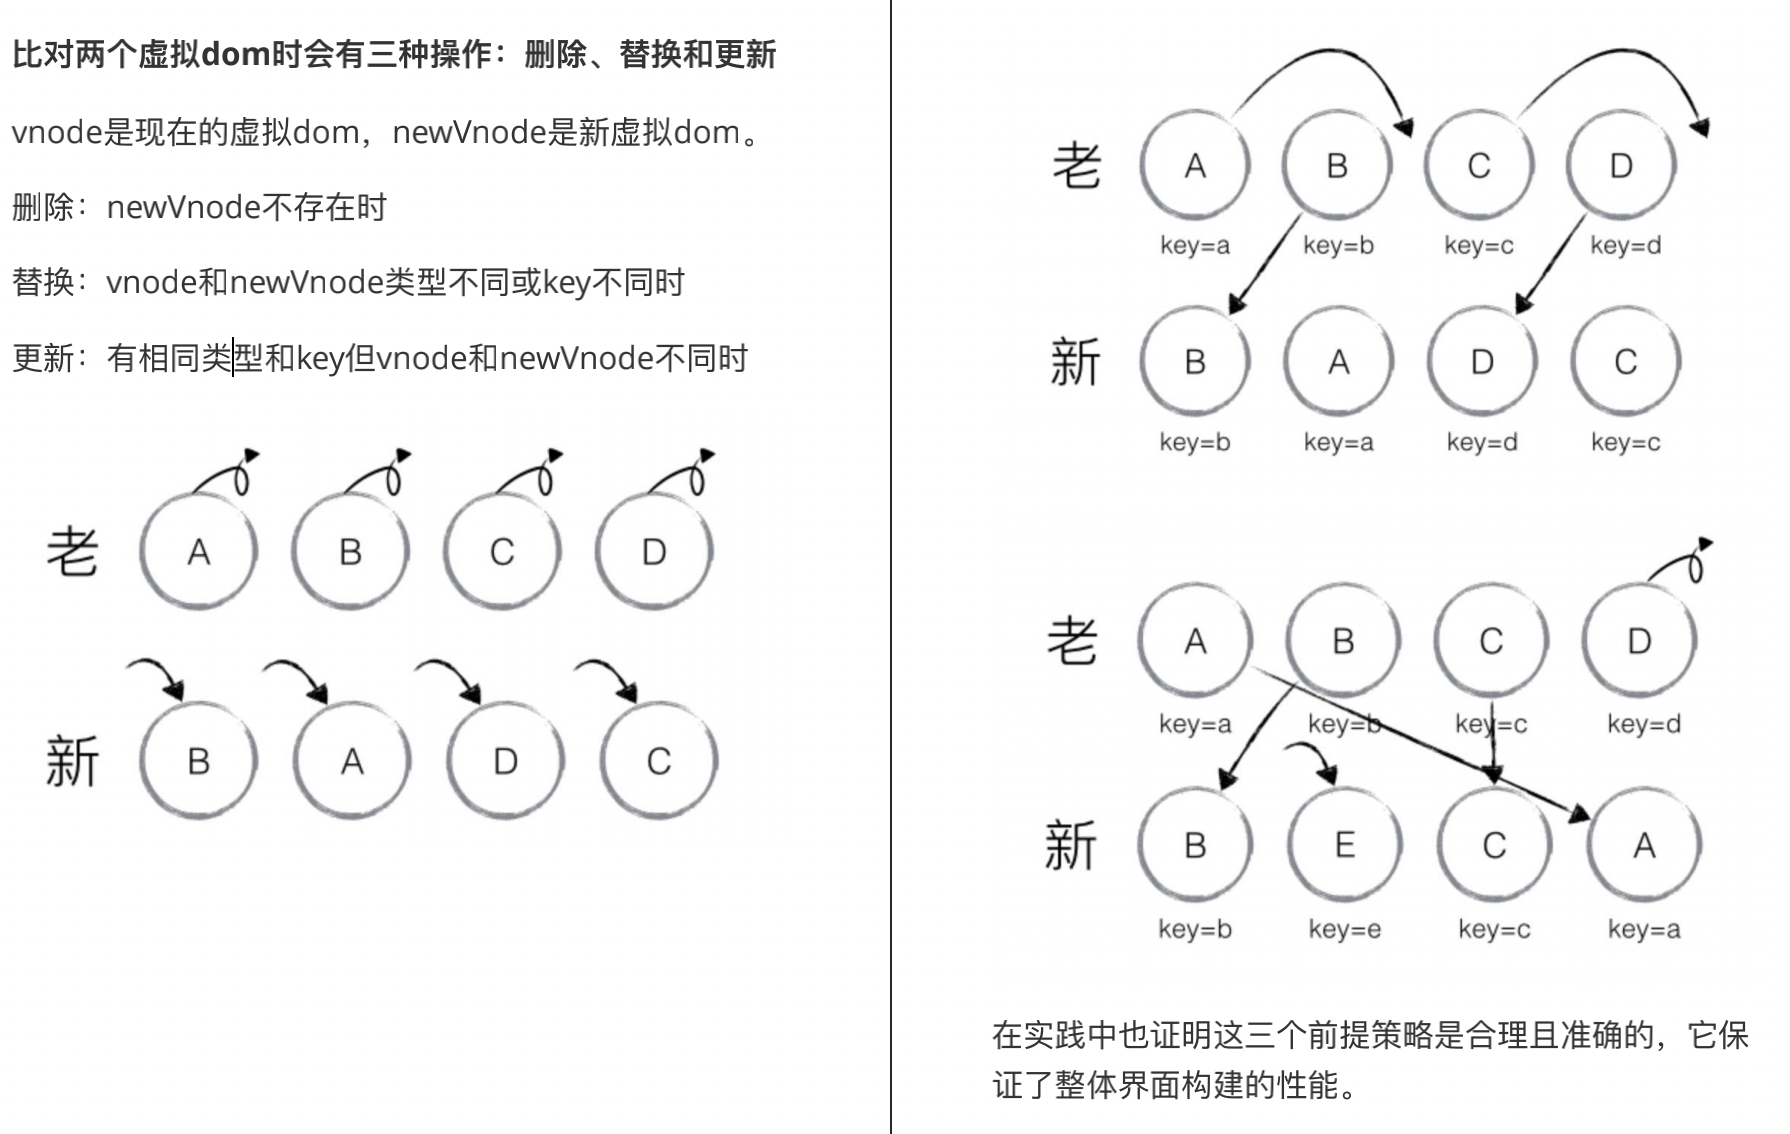 比对两个虚拟dom时会有三种操作：删除、替换和更新
vnode是现在的虚拟dom，newVnode是新虚拟dom。
删除：newVnode不存在时
替换：vnode和newVnode类型不同或key不同时
更新：有相同类型和key但vnode和newVnode不同时
老 A B C D
新 B A D C
老 A B C D
key=a key=b key=c key=d
新 B A D C
key=b key=a key=d key=c
老 A B C D
key=a key=b key=c key=d
新 B E C A
key=b key=e key=c key=a
在实践中也证明这三个前提策略是合理且准确的，它保
证了整体界面构建的性能。